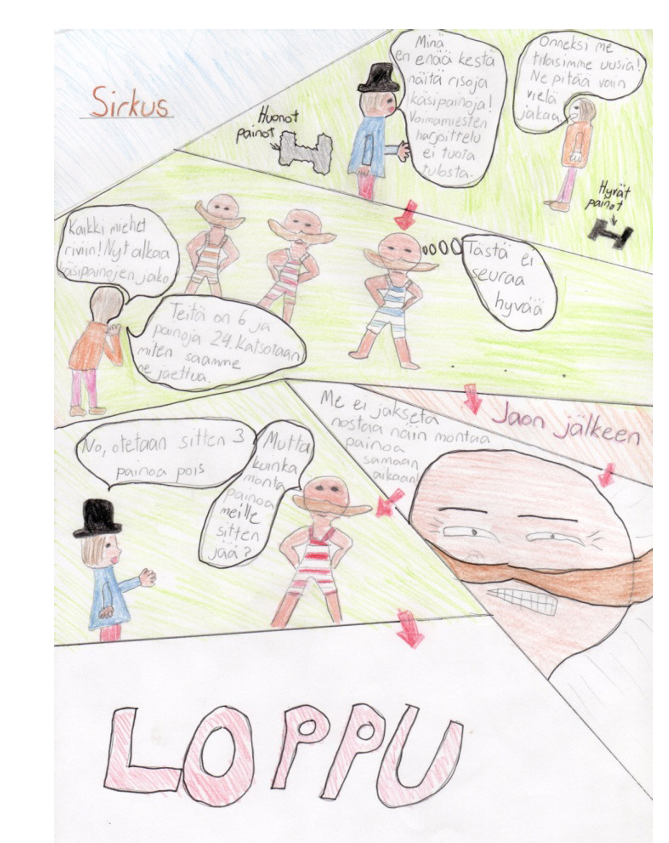 Sirkus
Huonot
painot
Minä
en enää kestä
näitä risoja
käsipainoja!
Voimamiesten
harjoittelu
ei tuota
tulosta.
Onneksi me
tilasimme uusia!
Ne pitää vain
vielä
jakaa.
Hyvät
painot
Kaikki miehet
riviin! Nyt alkaa
käsipainojen jako!
Teitä on 6 ja
painoja 24. Katsotaan
miten saamme
ne jaettua.
Tästä ei
seuraa
hyvää
Jaon jälkeen
Me ei jakseta
nostaa näin montaa
painoa
samaan
aikaan!
No, otetaan sitten 3
painoa pois
Mutta
kuinka
monta
painoa
meille
sitten
jää?
LOPPU